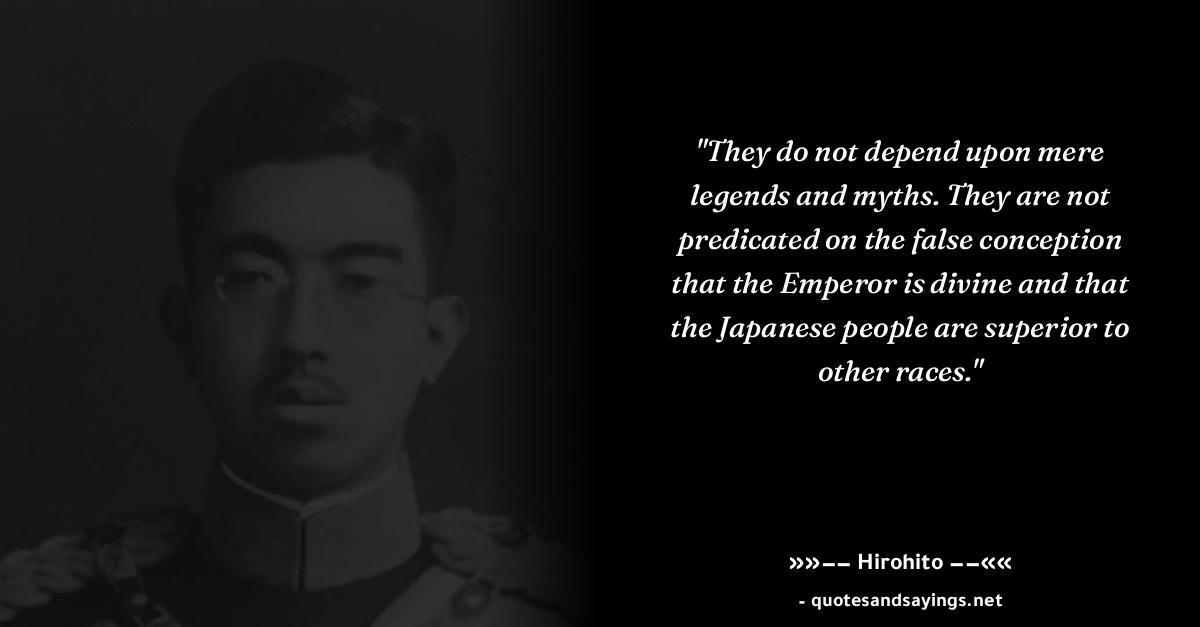 "They do not depend upon mere
legends and myths. They are not
predicated on the false conception
that the Emperor is divine and that
the Japanese people are superior to
other races."
»»−− Hirohito −−««
- quotesandsayings.net